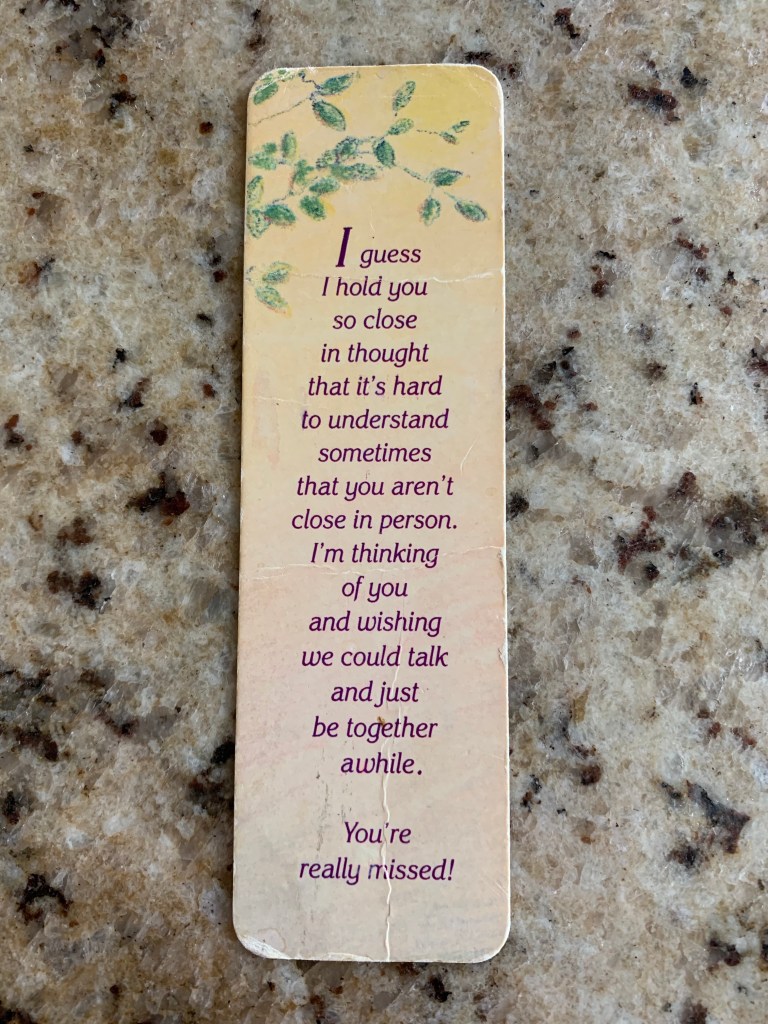 I guess
I hold you
so close
in thought
that it's hard
to understand
sometimes
that you aren't
close in person.
I'm thinking
of you
and wishing
we could talk
and just
be together
awhile.
You're
really missed!